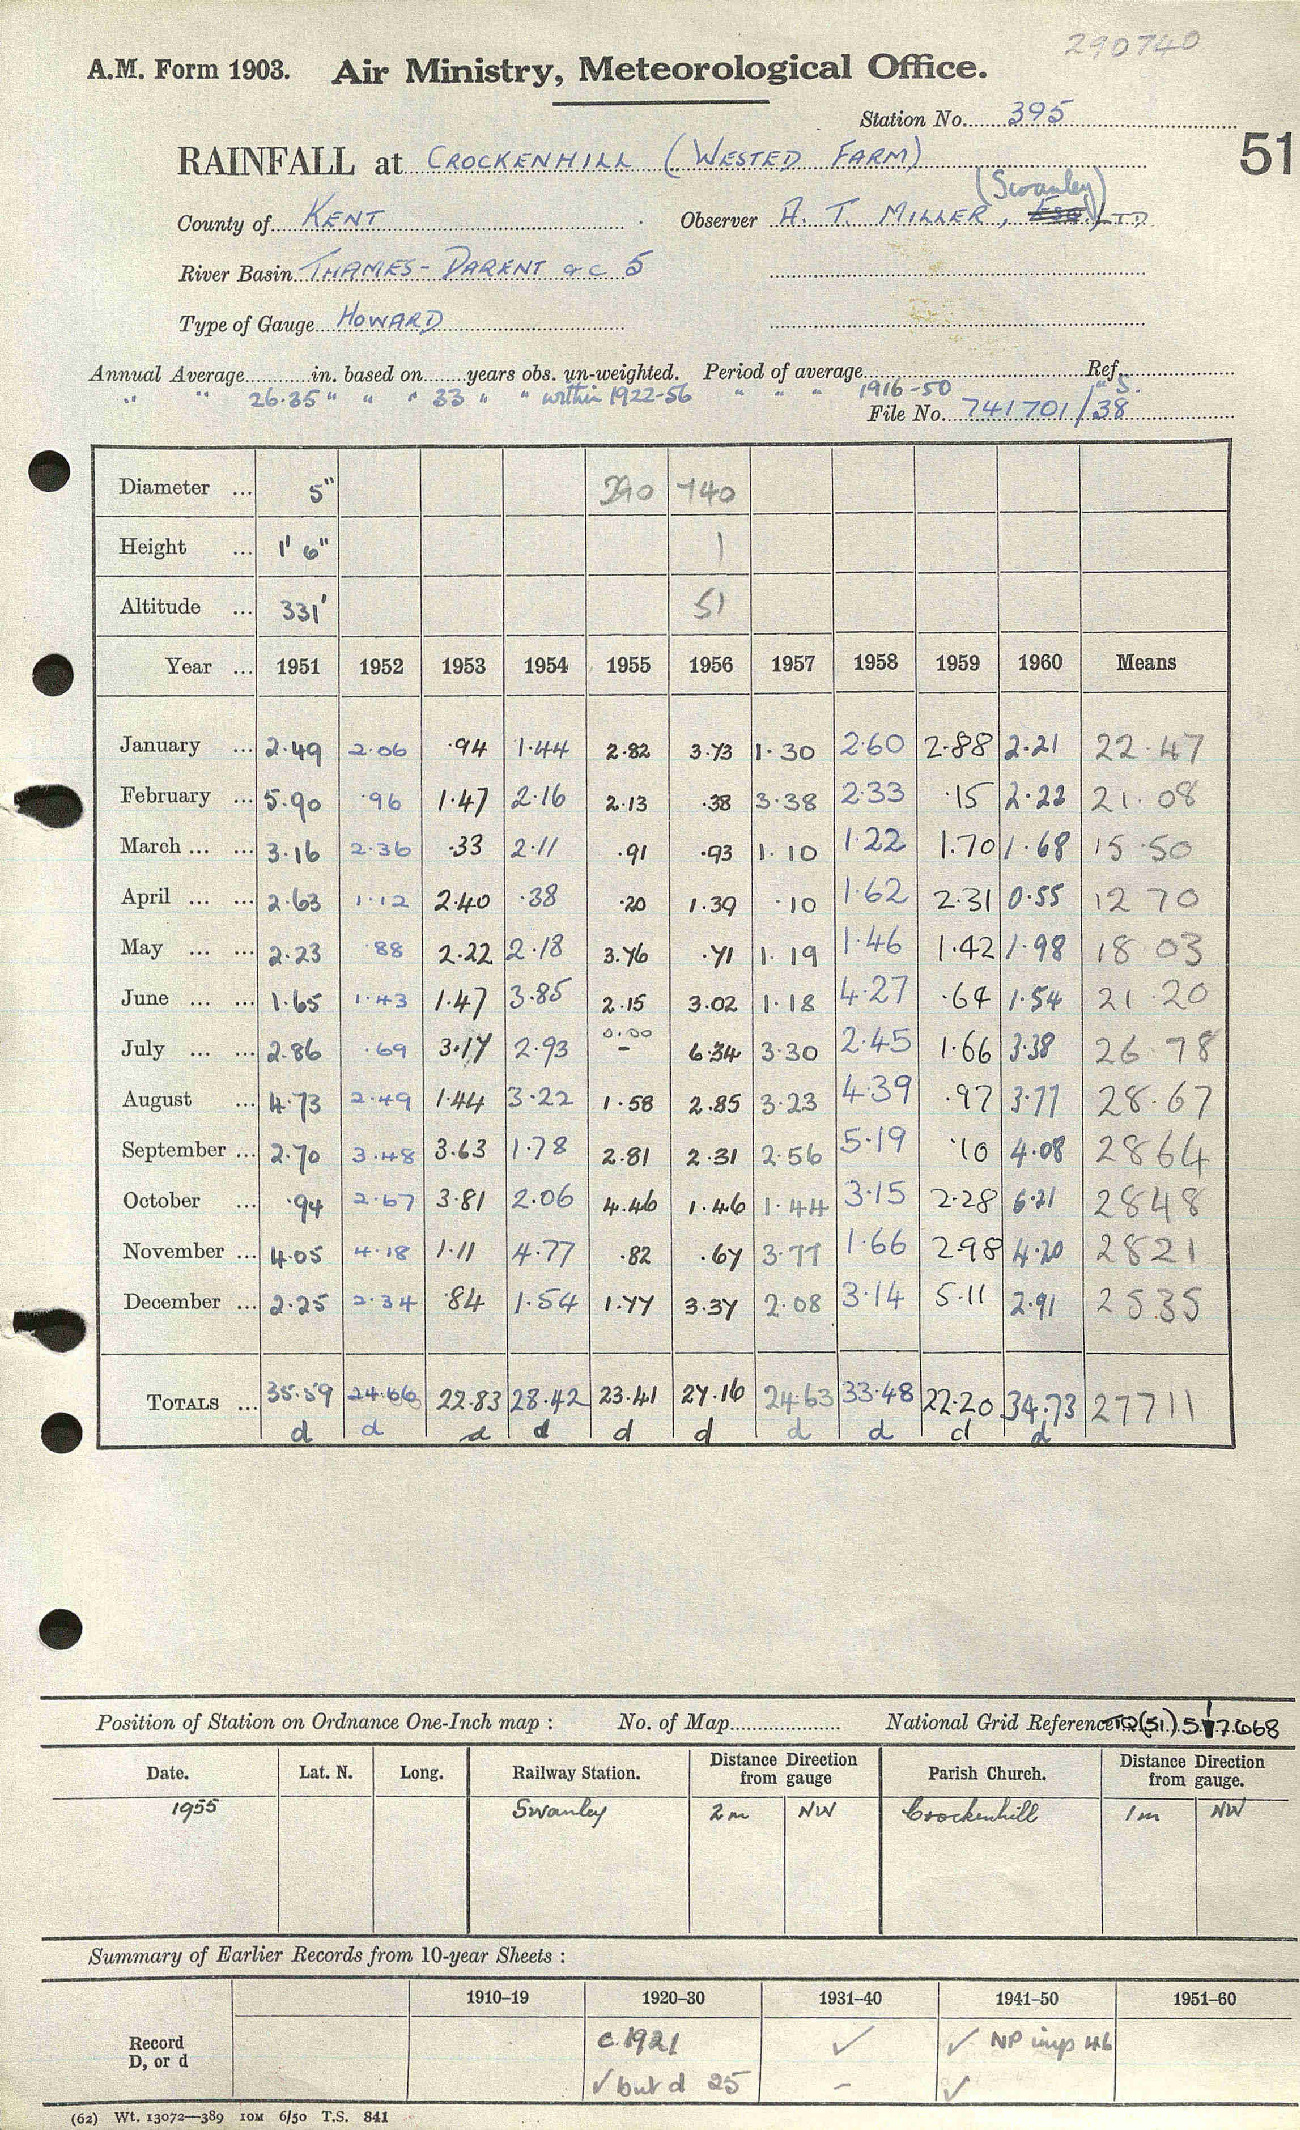 290740
A.M. Form 1903. Air Ministry, Meteorological Office.
Station No. 395
51
RAINFALL at CROCKENHILL (WESTED FARM)
(Swanley)
County of KENT Observer A. T. MILLER, Esq. LTD
River Basin THAMES - DARENT &c 5
Type of Gauge HOWARD
Annual Average in. based on years obs. un-weighted. Period of average Ref.
" " 26.35 " " " 33 " " within 1922-56 " " " 1916-50 " S.
File No. 741701/38
Diameter ... 5" 290 740
Height ... 1' 6" 1
Altitude ... 331' 51
Year ... 1951 1952 1953 1954 1955 1956 1957 1958 1959 1960 Means
January ... 2.49 2.06 .94 1.44 2.82 3.73 1.30 2.60 2.88 2.21 22.47
February ... 5.90 .96 1.47 2.16 2.13 .38 3.38 2.33 .15 2.22 21.08
March ... ... 3.16 2.36 .33 2.11 .91 .93 1.10 1.22 1.70 1.68 15.50
April ... ... 2.63 1.12 2.40 .38 .20 1.39 .10 1.62 2.31 0.55 12 70
May ... ... 2.23 .88 2.22 2.18 3.76 .71 1.19 1.46 1.42 1.98 18 03
June ... ... 1.65 1.43 1.47 3.85 2.15 3.02 1.18 4.27 .64 1.54 21 20
July ... ... 2.86 .69 3.17 2.93 0.00 - 6.34 3.30 2.45 1.66 3.38 26 78
August ... 4.73 2.49 1.44 3.22 1.58 2.85 3.23 4.39 .97 3.77 28.67
September ... 2.70 3.48 3.63 1.78 2.81 2.31 2.56 5.19 .10 4.08 2864
October ... .94 2.67 3.81 2.06 4.46 1.46 1.44 3.15 2.28 6.21 2848
November ... 4.05 4.18 1.11 4.77 .82 .67 3.77 1.66 2.98 4.20 2821
December ... 2.25 2.34 .84 1.54 1.77 3.37 2.08 3.14 5.11 2.91 2535
TOTALS ... 35.59 24.66 22.83 28.42 23.41 27.16 24.63 33.48 22.20 34.73 27711
d d d d d d d d d d
Position of Station on Ordnance One-Inch map : No. of Map National Grid Reference TQ(51) 517.668
Date. Lat. N. Long. Railway Station. Distance Direction from gauge Parish Church. Distance Direction from gauge.
1955 Swanley 2m NW Crockenhill 1m NW
Summary of Earlier Records from 10-year Sheets :
1910–19 1920–30 1931–40 1941–50 1951–60
Record c.1921 ✓ ✓ NP imp 46
D, or d ✓ but d 25 – ✓
(62) Wt. 13072—389 10M 6/50 T.S. 841